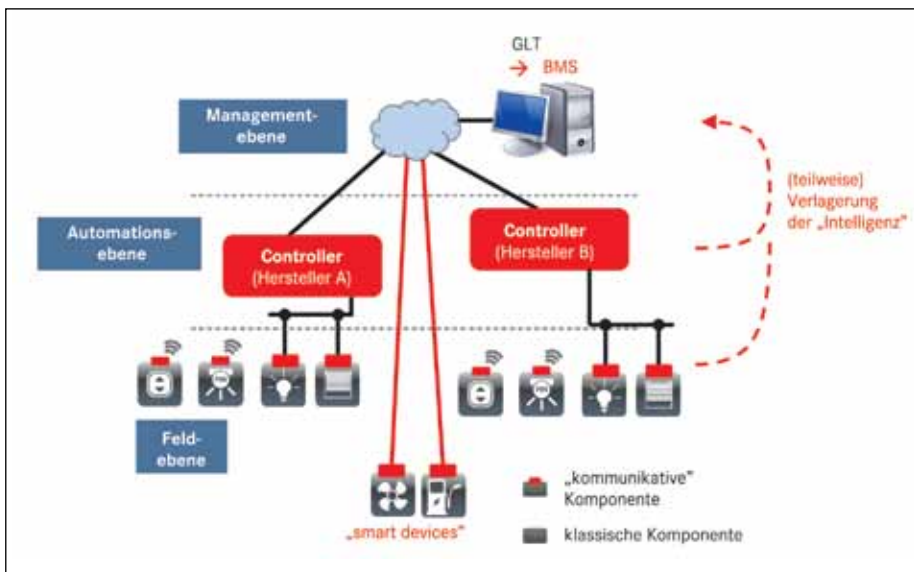 GLT
→ BMS
Management-
ebene
(teilweise)
Verlagerung
der „Intelligenz”
Automations-
ebene
Controller
(Hersteller A)
Controller
(Hersteller B)
Feld-
ebene
„smart devices”
„kommunikative”
Komponente
klassische Komponente